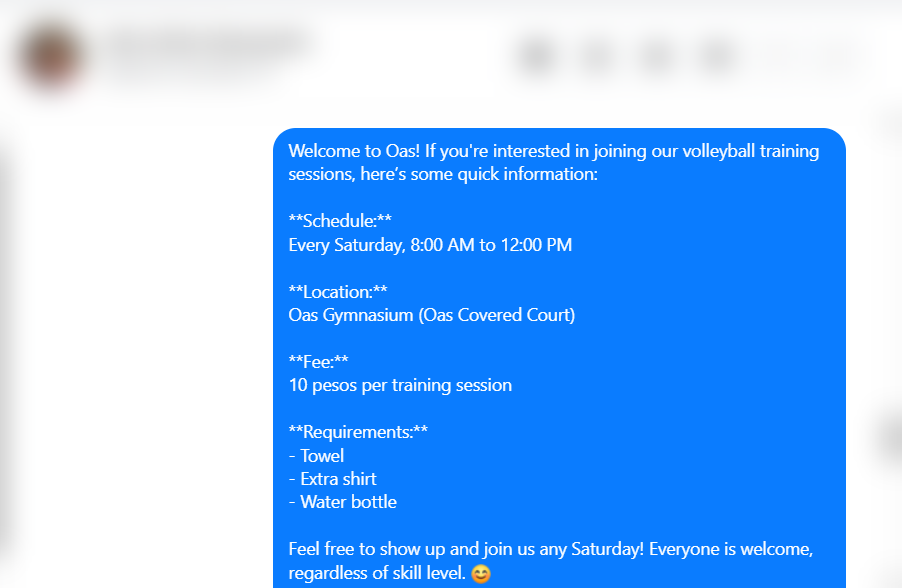 Welcome to Oas! If you're interested in joining our volleyball training
sessions, here’s some quick information:
**Schedule:**
Every Saturday, 8:00 AM to 12:00 PM
**Location:**
Oas Gymnasium (Oas Covered Court)
**Fee:**
10 pesos per training session
**Requirements:**
- Towel
- Extra shirt
- Water bottle
Feel free to show up and join us any Saturday! Everyone is welcome,
regardless of skill level. 😊